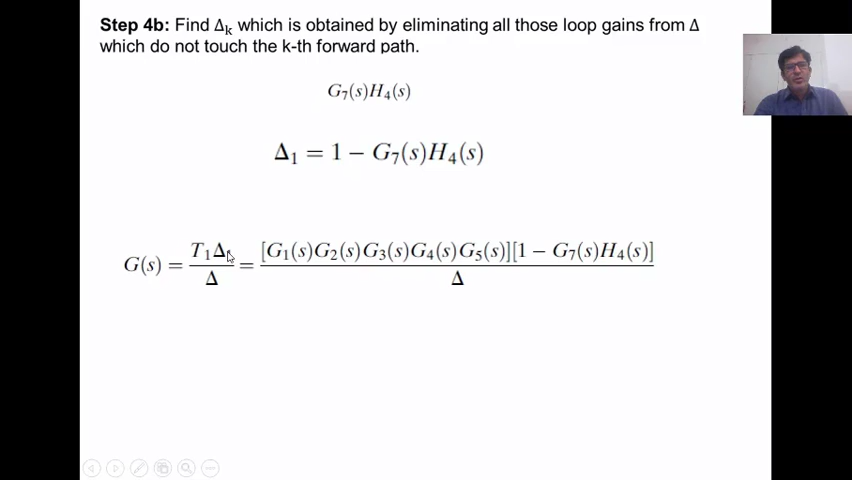 Step 4b: Find Δₖ which is obtained by eliminating all those loop gains from Δ
which do not touch the k-th forward path.
G₇(s)H₄(s)
Δ₁ = 1 − G₇(s)H₄(s)
G(s) = T₁Δ₁/Δ = [G₁(s)G₂(s)G₃(s)G₄(s)G₅(s)][1 − G₇(s)H₄(s)]/Δ